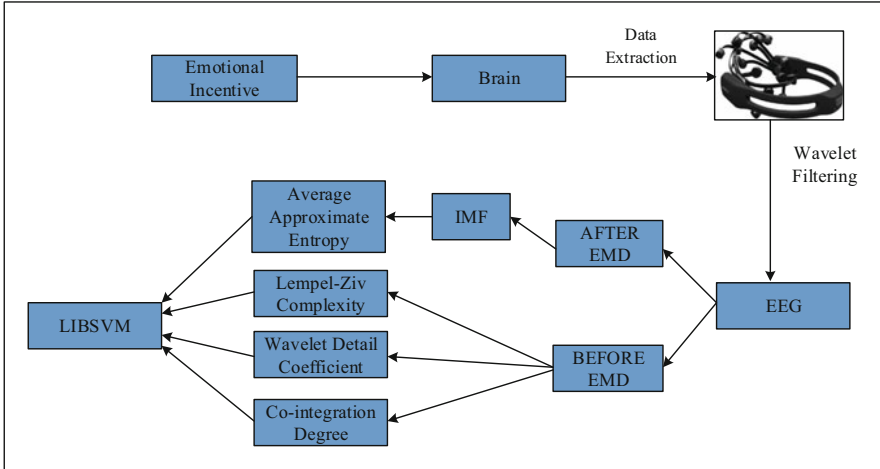 Emotional
Incentive
Brain
Data
Extraction
Wavelet
Filtering
Average
Approximate
Entropy
IMF
AFTER
EMD
Lempel-Ziv
Complexity
EEG
LIBSVM
Wavelet Detail
Coefficient
BEFORE
EMD
Co-integration
Degree